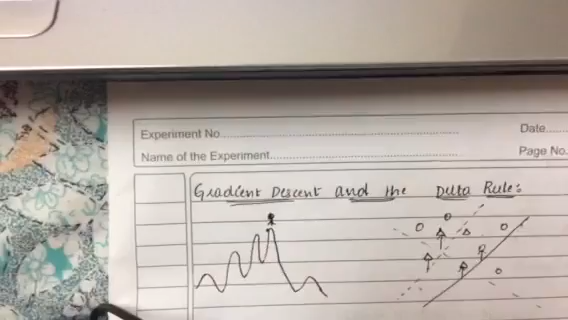 Experiment No.
Date
Name of the Experiment
Page No.
Gradient Descent and the Delta Rule: